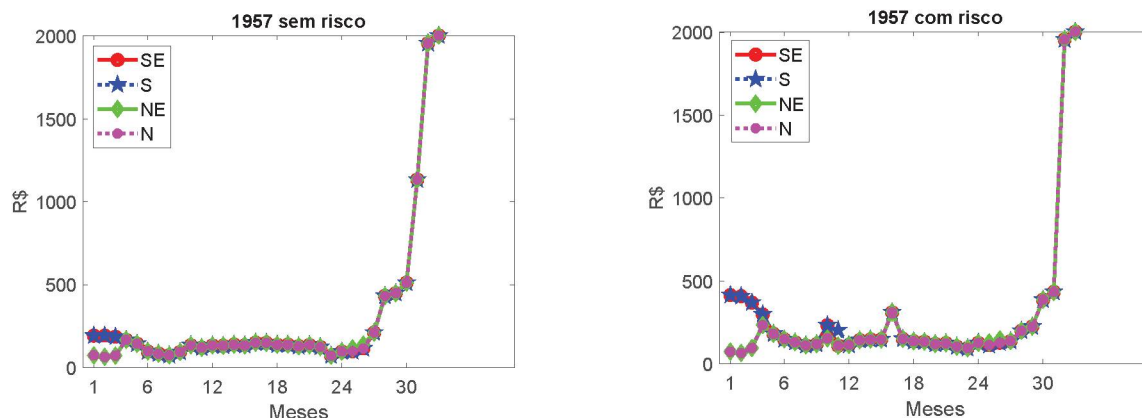 1957 sem risco
2000
1500
1000
500
0
R$
SE
S
NE
N
1 6 12 18 24 30
Meses
1957 com risco
2000
1500
1000
500
0
R$
SE
S
NE
N
1 6 12 18 24 30
Meses